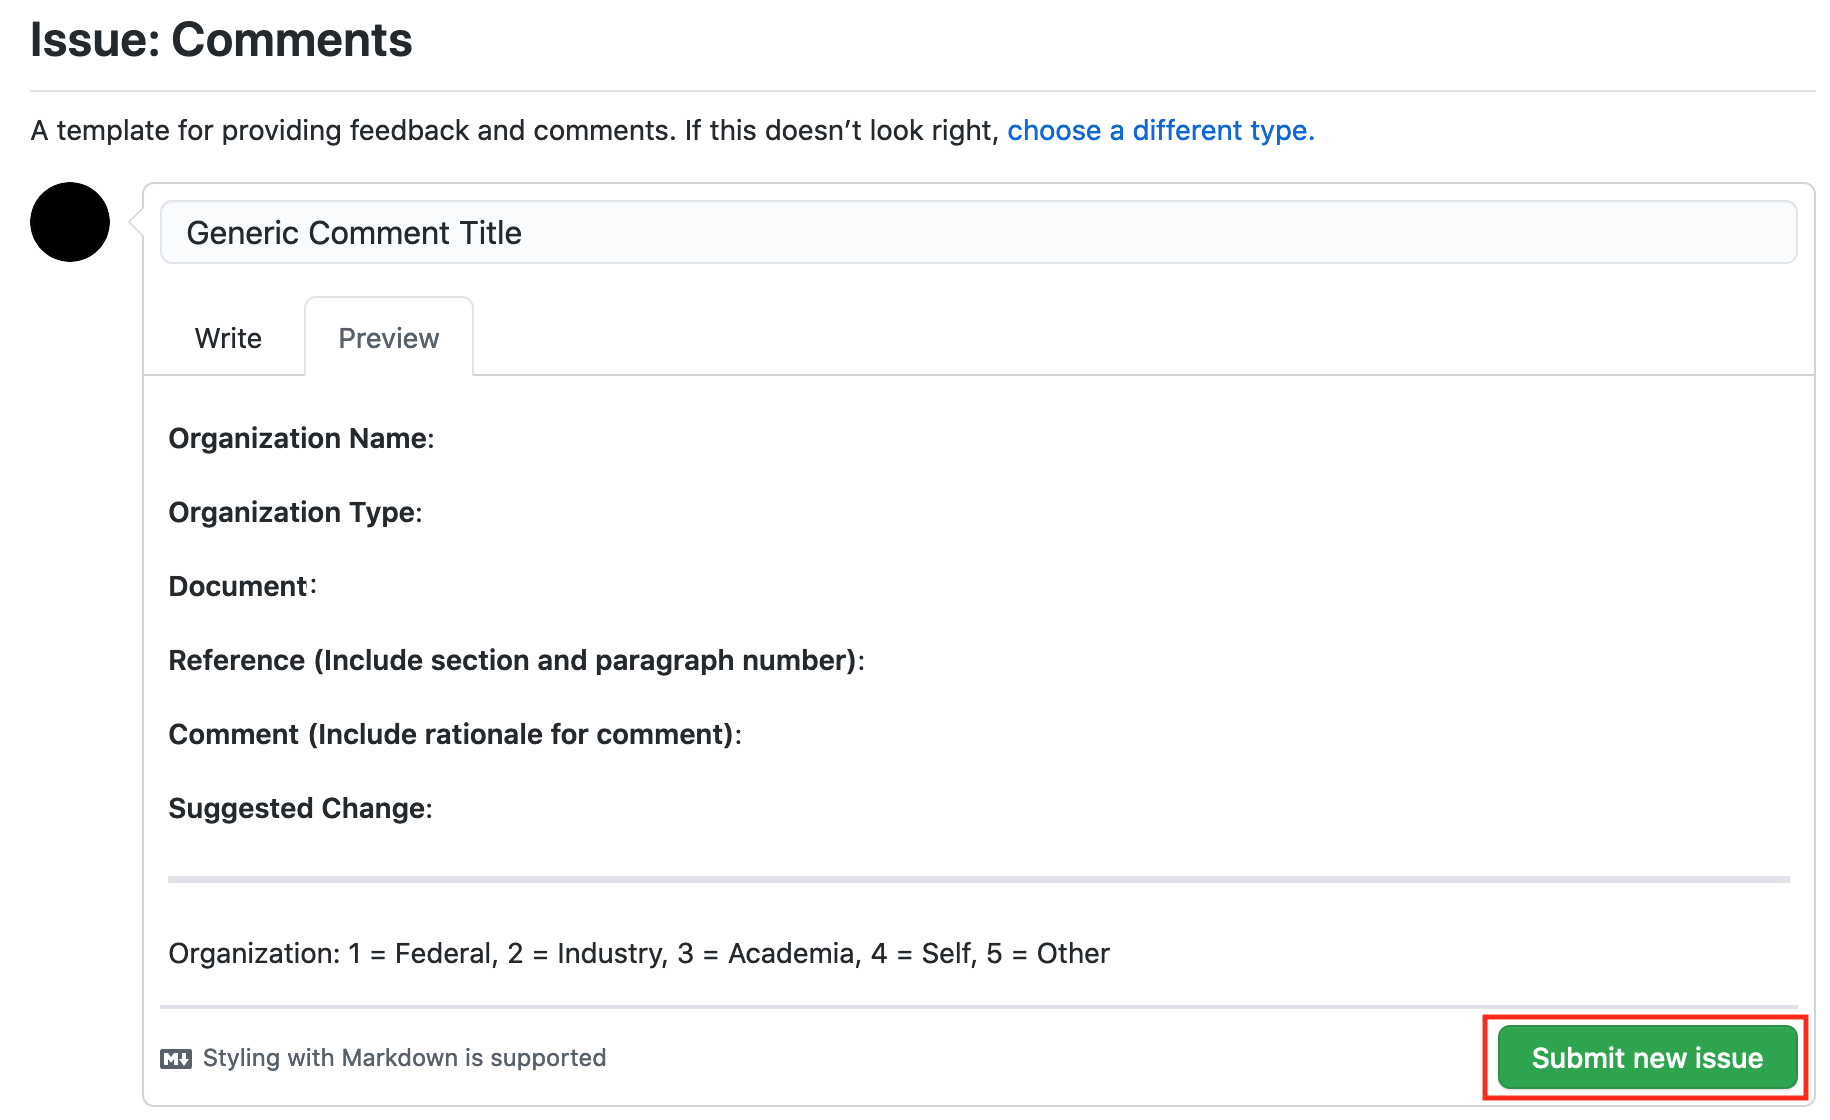 Issue: Comments
A template for providing feedback and comments. If this doesn’t look right, choose a different type.
Generic Comment Title
Write Preview
Organization Name:
Organization Type:
Document:
Reference (Include section and paragraph number):
Comment (Include rationale for comment):
Suggested Change:
Organization: 1 = Federal, 2 = Industry, 3 = Academia, 4 = Self, 5 = Other
M↓ Styling with Markdown is supported
Submit new issue